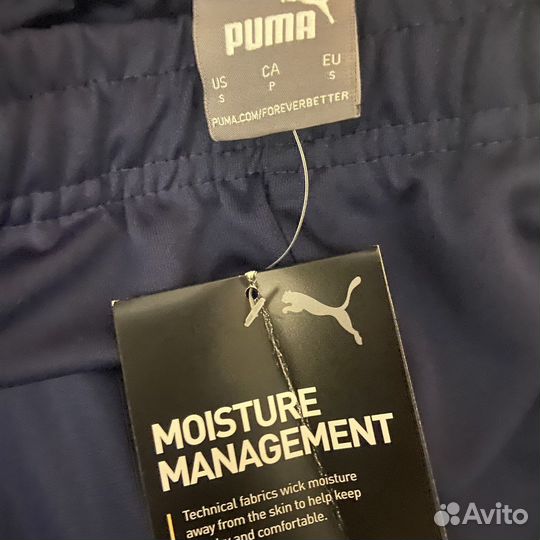 PUMA
US CA EU
S P S
PUMA.COM/FOREVERBETTER
MOISTURE
MANAGEMENT
Technical fabrics wick moisture
away from the skin to help keep
and comfortable.
Avito